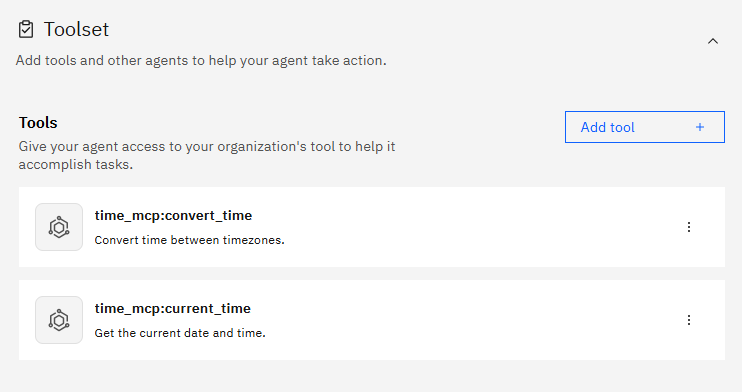 Toolset
Add tools and other agents to help your agent take action.
Tools
Add tool
Give your agent access to your organization's tool to help it
accomplish tasks.
time_mcp:convert_time
Convert time between timezones.
time_mcp:current_time
Get the current date and time.